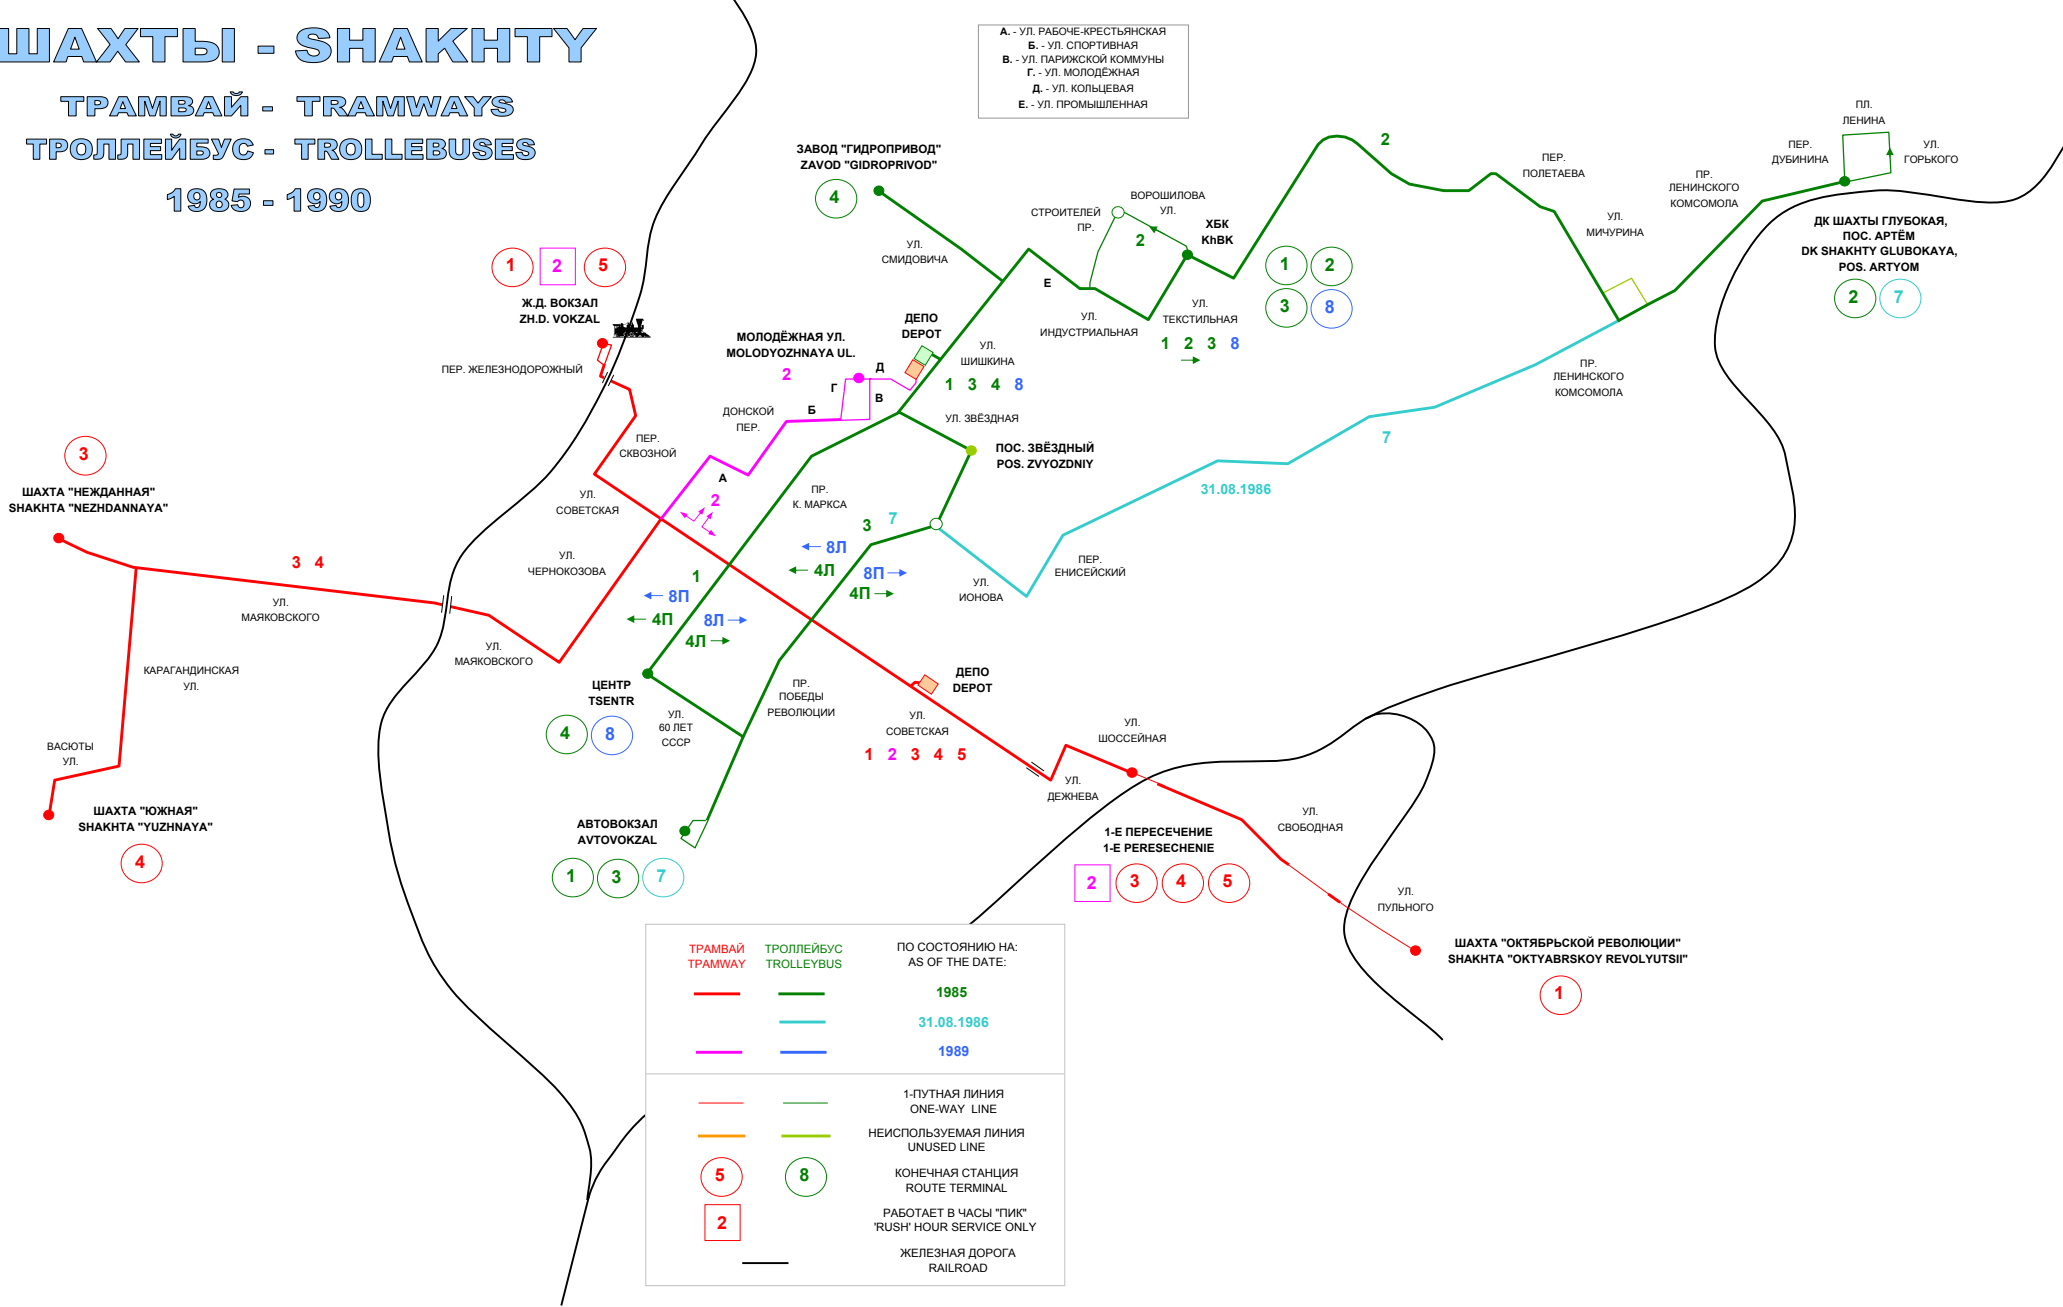 ШАХТЫ - SHAKHTY
ТРАМВАЙ - TRAMWAYS
ТРОЛЛЕЙБУС - TROLLEBUSES
1985 - 1990
А. - УЛ. РАБОЧЕ-КРЕСТЬЯНСКАЯ
Б. - УЛ. СПОРТИВНАЯ
В. - УЛ. ПАРИЖСКОЙ КОММУНЫ
Г. - УЛ. МОЛОДЁЖНАЯ
Д. - УЛ. КОЛЬЦЕВАЯ
Е. - УЛ. ПРОМЫШЛЕННАЯ
ЗАВОД "ГИДРОПРИВОД"
ZAVOD "GIDROPRIVOD"
4
УЛ.
СМИДОВИЧА
СТРОИТЕЛЕЙ
ПР.
ВОРОШИЛОВА
УЛ.
2
ХБК
KhBK
1 2
3 8
2
ПЕР.
ПОЛЕТАЕВА
УЛ.
МИЧУРИНА
ПР.
ЛЕНИНСКОГО
КОМСОМОЛА
ПЕР.
ДУБИНИНА
ПЛ.
ЛЕНИНА
УЛ.
ГОРЬКОГО
ДК ШАХТЫ ГЛУБОКАЯ,
ПОС. АРТЁМ
DK SHAKHTY GLUBOKAYA,
POS. ARTYOM
2 7
1 2 5
Ж.Д. ВОКЗАЛ
ZH.D. VOKZAL
ПЕР. ЖЕЛЕЗНОДОРОЖНЫЙ
Е
УЛ.
ИНДУСТРИАЛЬНАЯ
УЛ.
ТЕКСТИЛЬНАЯ
1 2 3 8
ДЕПО
DEPOT
УЛ.
ШИШКИНА
1 3 4 8
МОЛОДЁЖНАЯ УЛ.
MOLODYOZHNAYA UL.
2
Д
Г
В
Б
ДОНСКОЙ
ПЕР.
УЛ. ЗВЁЗДНАЯ
ПОС. ЗВЁЗДНЫЙ
POS. ZVYOZDNIY
ПР.
ЛЕНИНСКОГО
КОМСОМОЛА
7
31.08.1986
ПЕР.
СКВОЗНОЙ
УЛ.
СОВЕТСКАЯ
А
2
ПР.
К. МАРКСА
3 7
8Л
4Л
8П
4П
УЛ.
ИОНОВА
ПЕР.
ЕНИСЕЙСКИЙ
3
ШАХТА "НЕЖДАННАЯ"
SHAKHTA "NEZHDANNAYA"
3 4
УЛ.
МАЯКОВСКОГО
УЛ.
ЧЕРНОКОЗОВА
1
8П
4П
8Л
4Л
УЛ.
МАЯКОВСКОГО
КАРАГАНДИНСКАЯ
УЛ.
ВАСЮТЫ
УЛ.
ШАХТА "ЮЖНАЯ"
SHAKHTA "YUZHNAYA"
4
ЦЕНТР
TSENTR
4 8
УЛ.
60 ЛЕТ
СССР
ПР.
ПОБЕДЫ
РЕВОЛЮЦИИ
АВТОВОКЗАЛ
AVTOVOKZAL
1 3 7
ДЕПО
DEPOT
УЛ.
СОВЕТСКАЯ
1 2 3 4 5
УЛ.
ШОССЕЙНАЯ
УЛ.
ДЕЖНЕВА
1-Е ПЕРЕСЕЧЕНИЕ
1-E PERESECHENIE
2 3 4 5
УЛ.
СВОБОДНАЯ
УЛ.
ПУЛЬНОГО
ШАХТА "ОКТЯБРЬСКОЙ РЕВОЛЮЦИИ"
SHAKHTA "OKTYABRSKOY REVOLYUTSII"
1
ТРАМВАЙ ТРОЛЛЕЙБУС ПО СОСТОЯНИЮ НА:
TPAMWAY TROLLEYBUS AS OF THE DATE:
1985
31.08.1986
1989
1-ПУТНАЯ ЛИНИЯ
ONE-WAY LINE
НЕИСПОЛЬЗУЕМАЯ ЛИНИЯ
UNUSED LINE
5 8 КОНЕЧНАЯ СТАНЦИЯ
ROUTE TERMINAL
2 РАБОТАЕТ В ЧАСЫ "ПИК"
'RUSH' HOUR SERVICE ONLY
ЖЕЛЕЗНАЯ ДОРОГА
RAILROAD